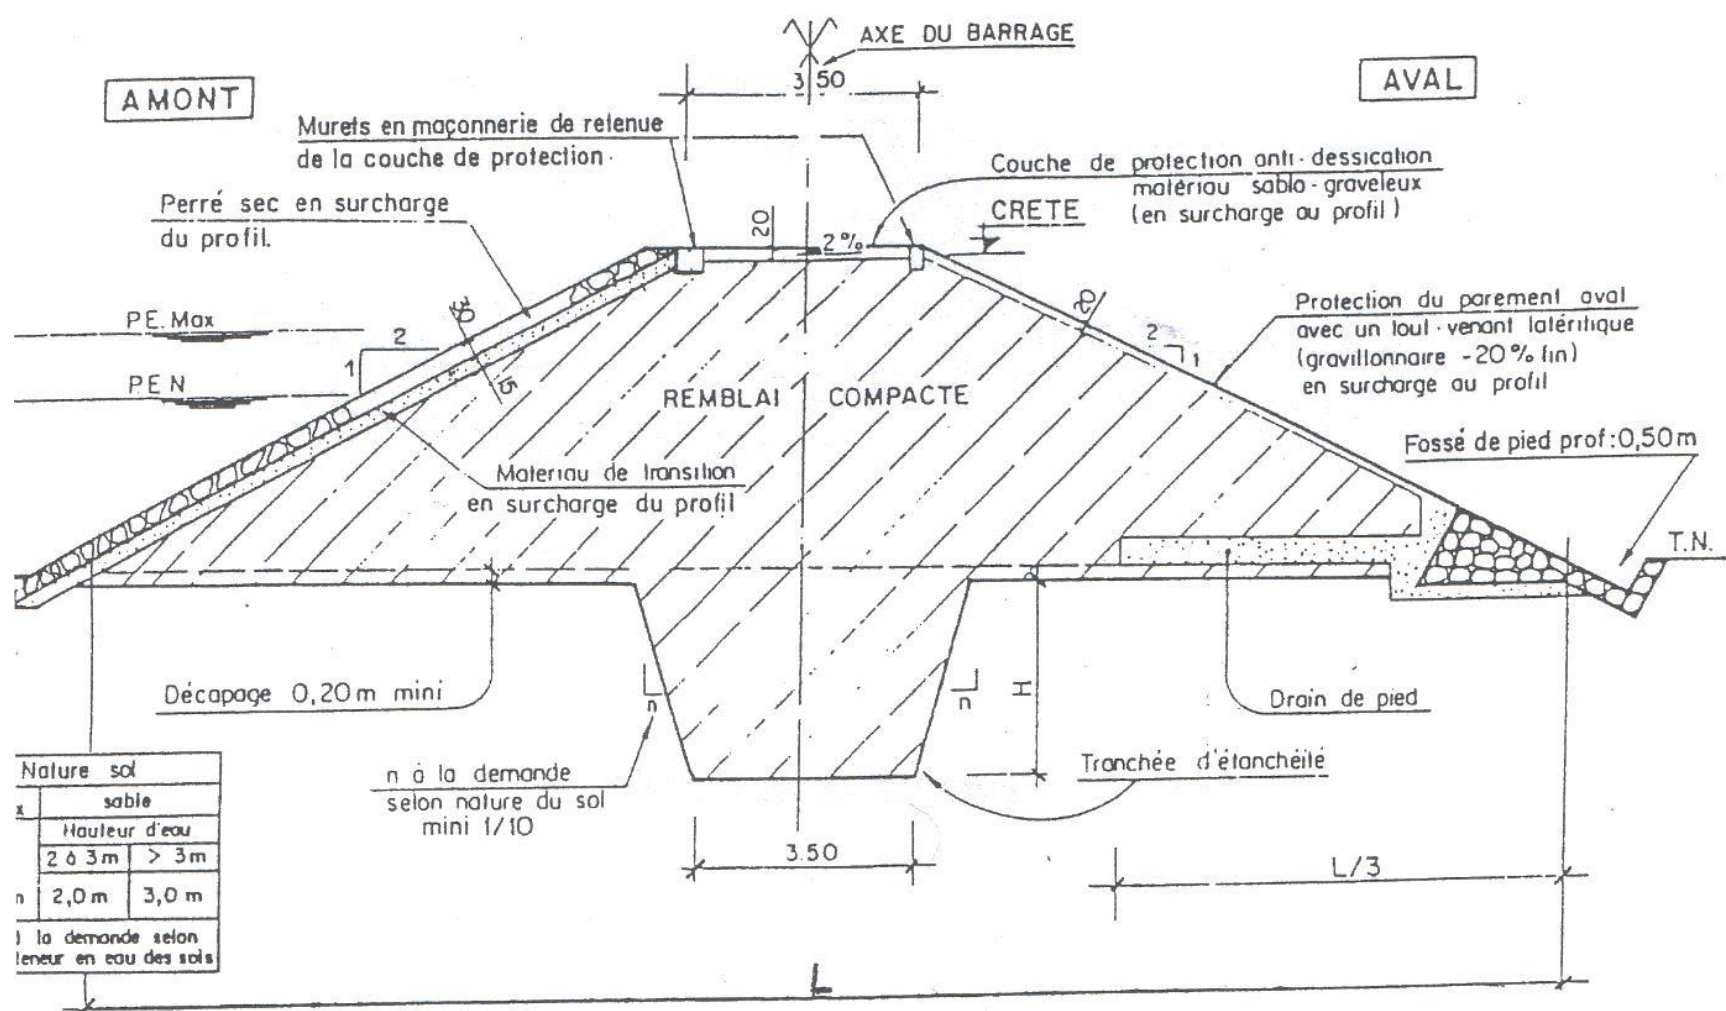 AXE DU BARRAGE
AMONT
3,50
AVAL
Murets en maçonnerie de retenue
de la couche de protection.
Couche de protection anti-dessication
matériau sablo-graveleux
(en surcharge au profil)
Perré sec en surcharge
du profil.
CRETE
20
2%
P.E. Max
30
20
Protection du parement aval
avec un tout-venant latéritique
(gravillonnaire -20% fin)
en surcharge au profil
2
1
2
1
P.E N
15
REMBLAI COMPACTE
Fossé de pied prof:0,50m
Materiau de transition
en surcharge du profil
T.N.
Décapage 0,20m mini
n
n
H
Drain de pied
Tranchée d'étanchéité
n à la demande
selon nature du sol
mini 1/10
Nature sol
x
sable
Hauteur d'eau
2 à 3m > 3m
2,0m 3,0 m
la demande selon
teneur en eau des sols
3.50
L/3
L